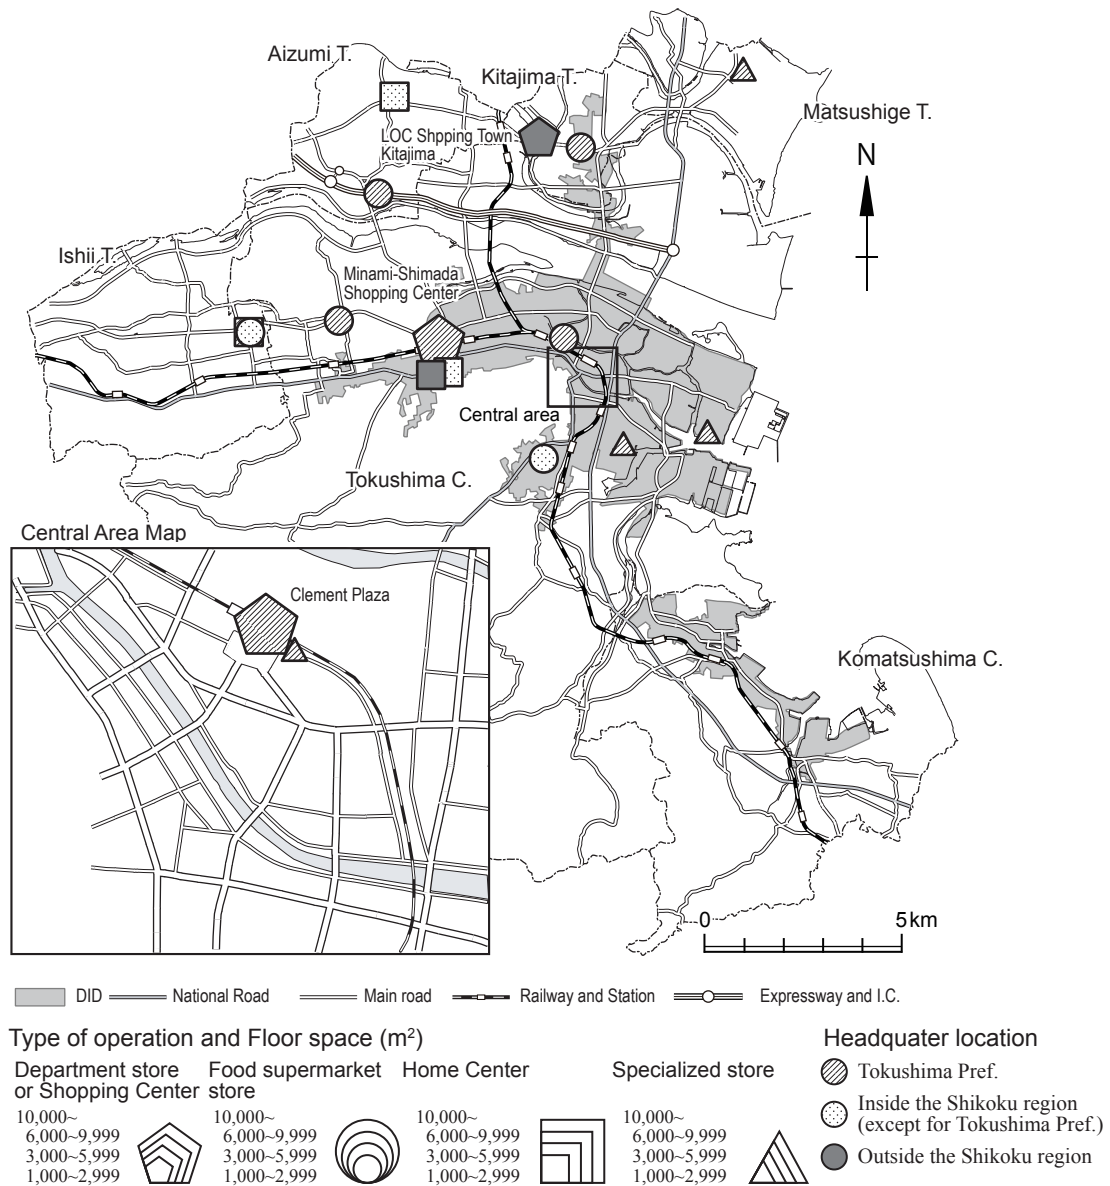 Aizumi T.
Kitajima T.
Matsushige T.
LOC Shpping Town
Kitajima
N
Ishii T.
Minami-Shimada
Shopping Center
Central area
Tokushima C.
Central Area Map
Clement Plaza
Komatsushima C.
0 5km
DID National Road Main road Railway and Station Expressway and I.C.
Type of operation and Floor space (m²)
Department store
or Shopping Center
10,000~
6,000~9,999
3,000~5,999
1,000~2,999
Food supermarket
store
10,000~
6,000~9,999
3,000~5,999
1,000~2,999
Home Center
10,000~
6,000~9,999
3,000~5,999
1,000~2,999
Specialized store
10,000~
6,000~9,999
3,000~5,999
1,000~2,999
Headquater location
Tokushima Pref.
Inside the Shikoku region
(except for Tokushima Pref.)
Outside the Shikoku region